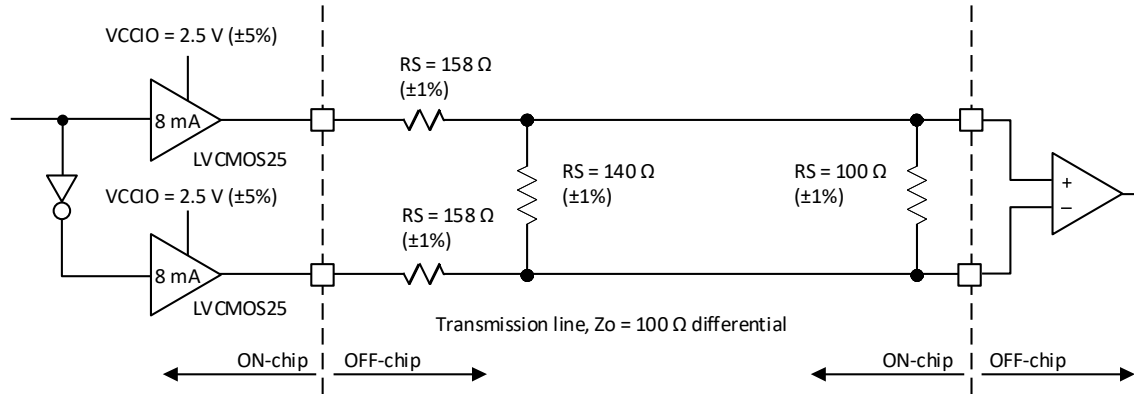 VCCIO = 2.5 V (±5%)
8 mA
LVCMOS25
VCCIO = 2.5 V (±5%)
8 mA
LVCMOS25
RS = 158 Ω
(±1%)
RS = 158 Ω
(±1%)
RS = 140 Ω
(±1%)
RS = 100 Ω
(±1%)
+
−
Transmission line, Zo = 100 Ω differential
ON-chip
OFF-chip
ON-chip
OFF-chip